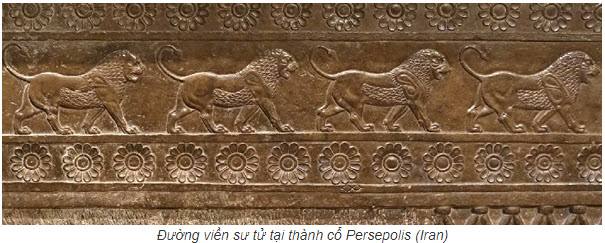 Đường viền sư tử tại thành cổ Persepolis (Iran)